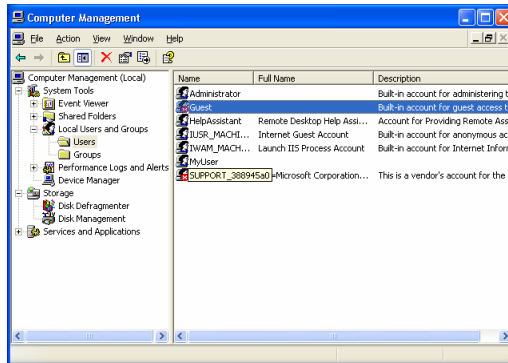 Computer Management
File Action View Window Help
Computer Management (Local)
System Tools
Event Viewer
Shared Folders
Local Users and Groups
Users
Groups
Performance Logs and Alerts
Device Manager
Storage
Disk Defragmenter
Disk Management
Services and Applications
Name Full Name Description
Administrator Built-in account for administering t
Guest Built-in account for guest access t
HelpAssistant Remote Desktop Help Assi... Account for Providing Remote Ass
IUSR_MACHI... Internet Guest Account Built-in account for anonymous ac
IWAM_MACH... Launch IIS Process Account Built-in account for Internet Inform
MyUser
SUPPORT_388945a0 =Microsoft Corporation... This is a vendor's account for the